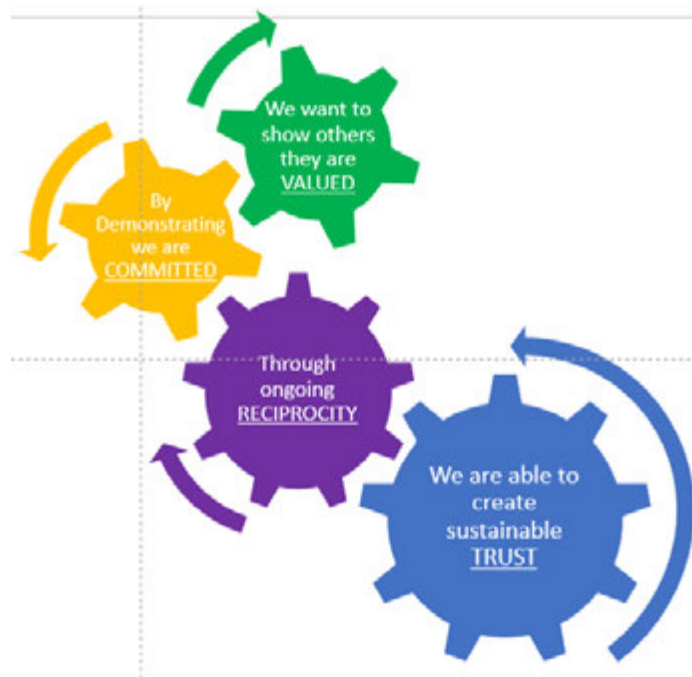 We want to
show others
they are
VALUED
By
Demonstrating
we are
COMMITTED
Through
ongoing
RECIPROCITY
We are able to
create
sustainable
TRUST